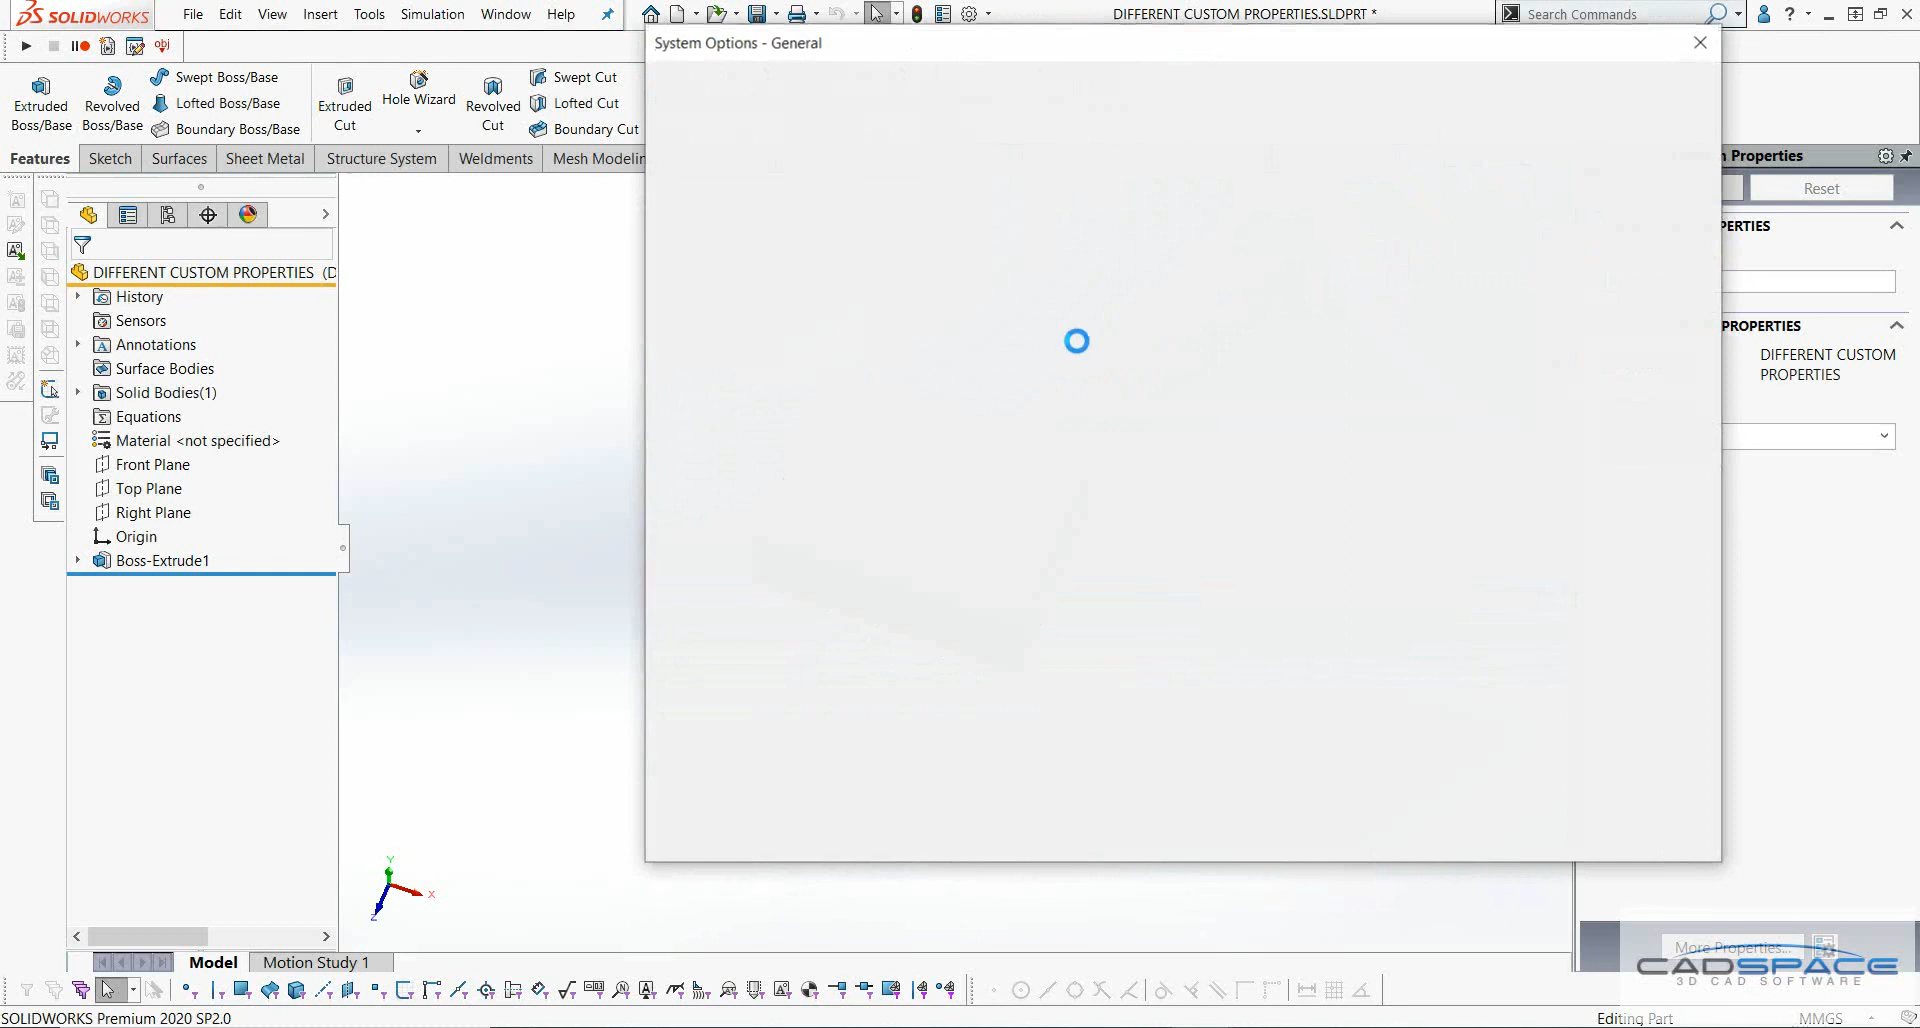 SOLIDWORKS
File Edit View Insert Tools Simulation Window Help
DIFFERENT CUSTOM PROPERTIES.SLDPRT *
Search Commands
System Options - General
obj
Extruded Boss/Base
Revolved Boss/Base
Swept Boss/Base
Lofted Boss/Base
Boundary Boss/Base
Extruded Cut
Hole Wizard
Revolved Cut
Swept Cut
Lofted Cut
Boundary Cut
Features Sketch Surfaces Sheet Metal Structure System Weldments Mesh Modelin
n Properties
Reset
PERTIES
PROPERTIES
DIFFERENT CUSTOM
PROPERTIES
DIFFERENT CUSTOM PROPERTIES (D
History
Sensors
Annotations
Surface Bodies
Solid Bodies(1)
Equations
Material <not specified>
Front Plane
Top Plane
Right Plane
Origin
Boss-Extrude1
Y
X
Z
Model Motion Study 1
More Properties...
CADSPACE
3D CAD SOFTWARE
SOLIDWORKS Premium 2020 SP2.0
Editing Part MMGS